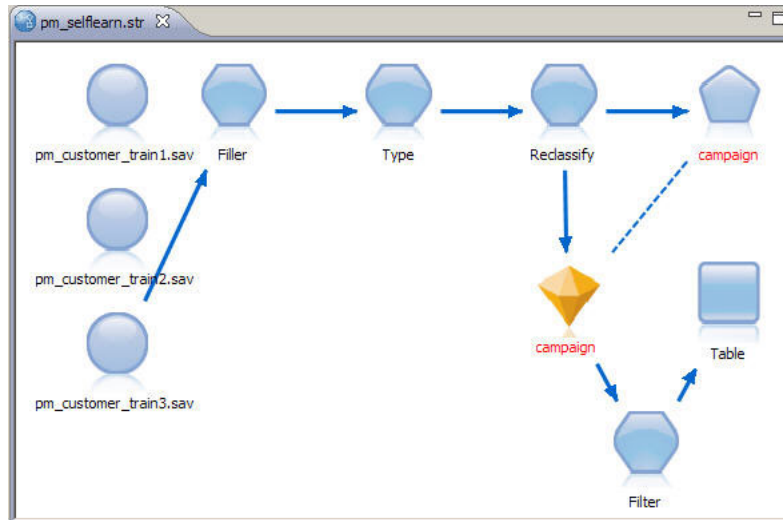 pm_selflearn.str
pm_customer_train1.sav
Filler
Type
Reclassify
campaign
pm_customer_train2.sav
campaign
Table
pm_customer_train3.sav
Filter